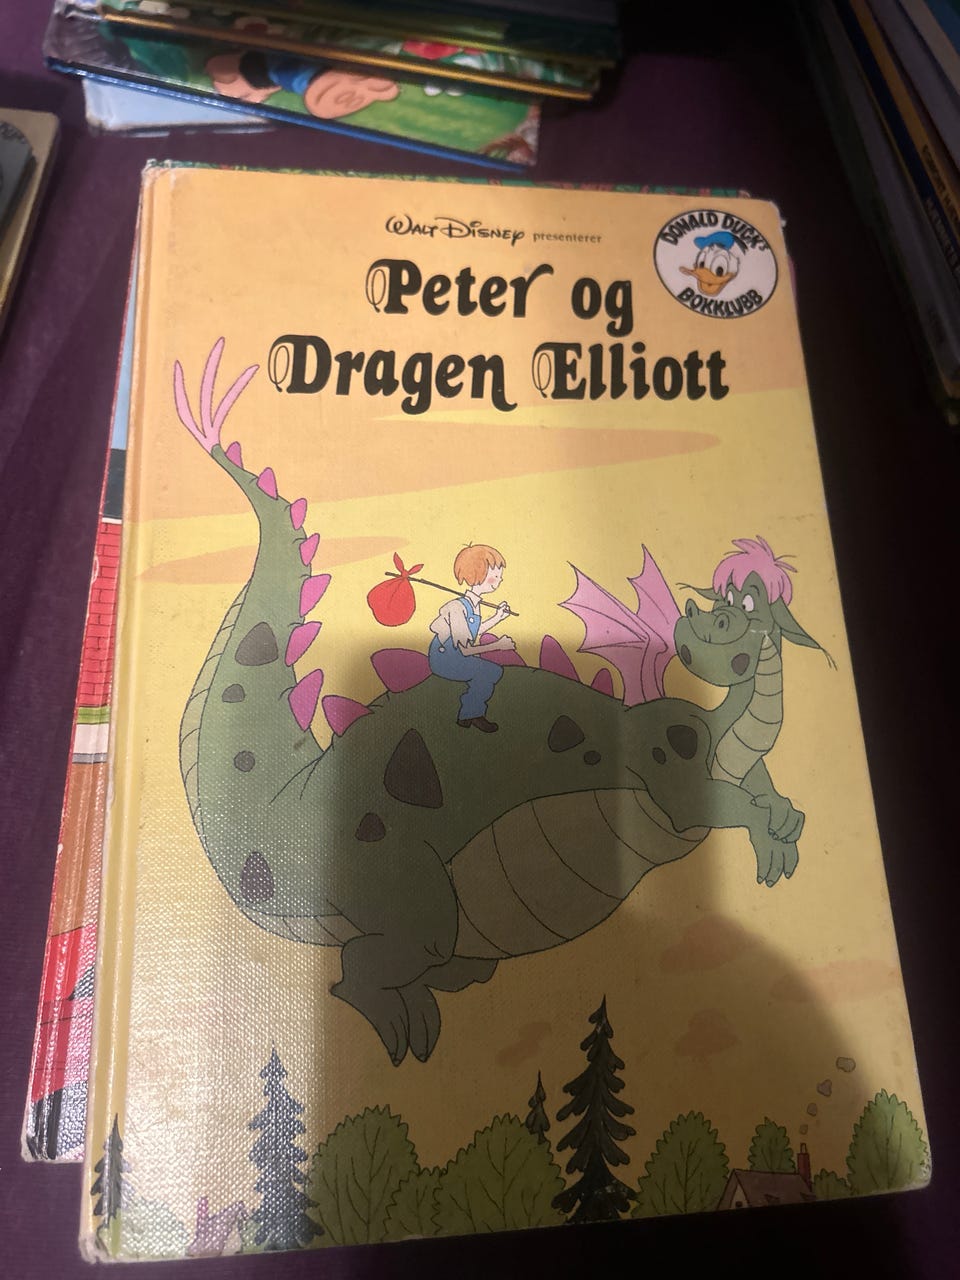 WALT DISNEY presenterer
DONALD DUCK's
BOKKLUBB
Peter og
Dragen Elliott